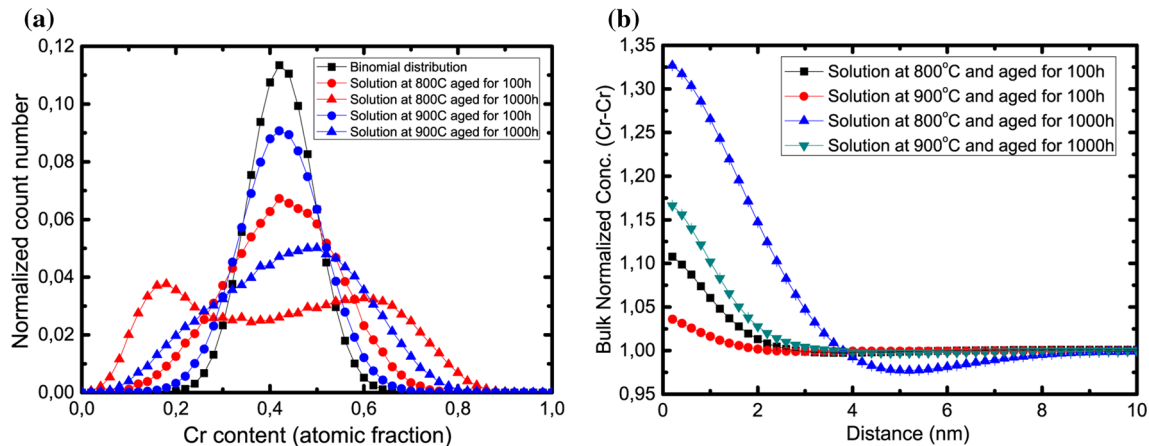 (a)
Normalized count number
0,12
0,10
0,08
0,06
0,04
0,02
0,00
Binomial distribution
Solution at 800C aged for 100h
Solution at 800C aged for 1000h
Solution at 900C aged for 100h
Solution at 900C aged for 1000h
0,0 0,2 0,4 0,6 0,8 1,0
Cr content (atomic fraction)
(b)
Bulk Normalized Conc. (Cr-Cr)
1,35
1,30
1,25
1,20
1,15
1,10
1,05
1,00
0,95
Solution at 800°C and aged for 100h
Solution at 900°C and aged for 100h
Solution at 800°C and aged for 1000h
Solution at 900°C and aged for 1000h
0 2 4 6 8 10
Distance (nm)